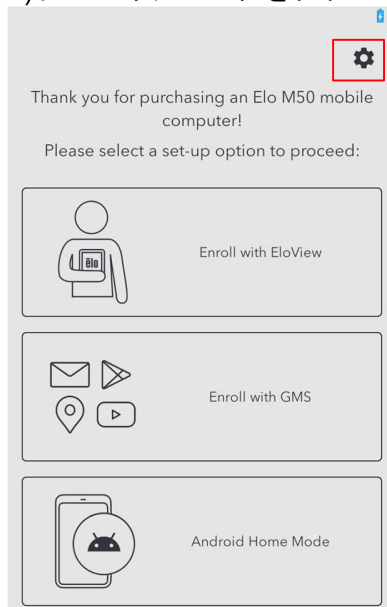 Thank you for purchasing an Elo M50 mobile
computer!
Please select a set-up option to proceed:
elo
Enroll with EloView
Enroll with GMS
Android Home Mode